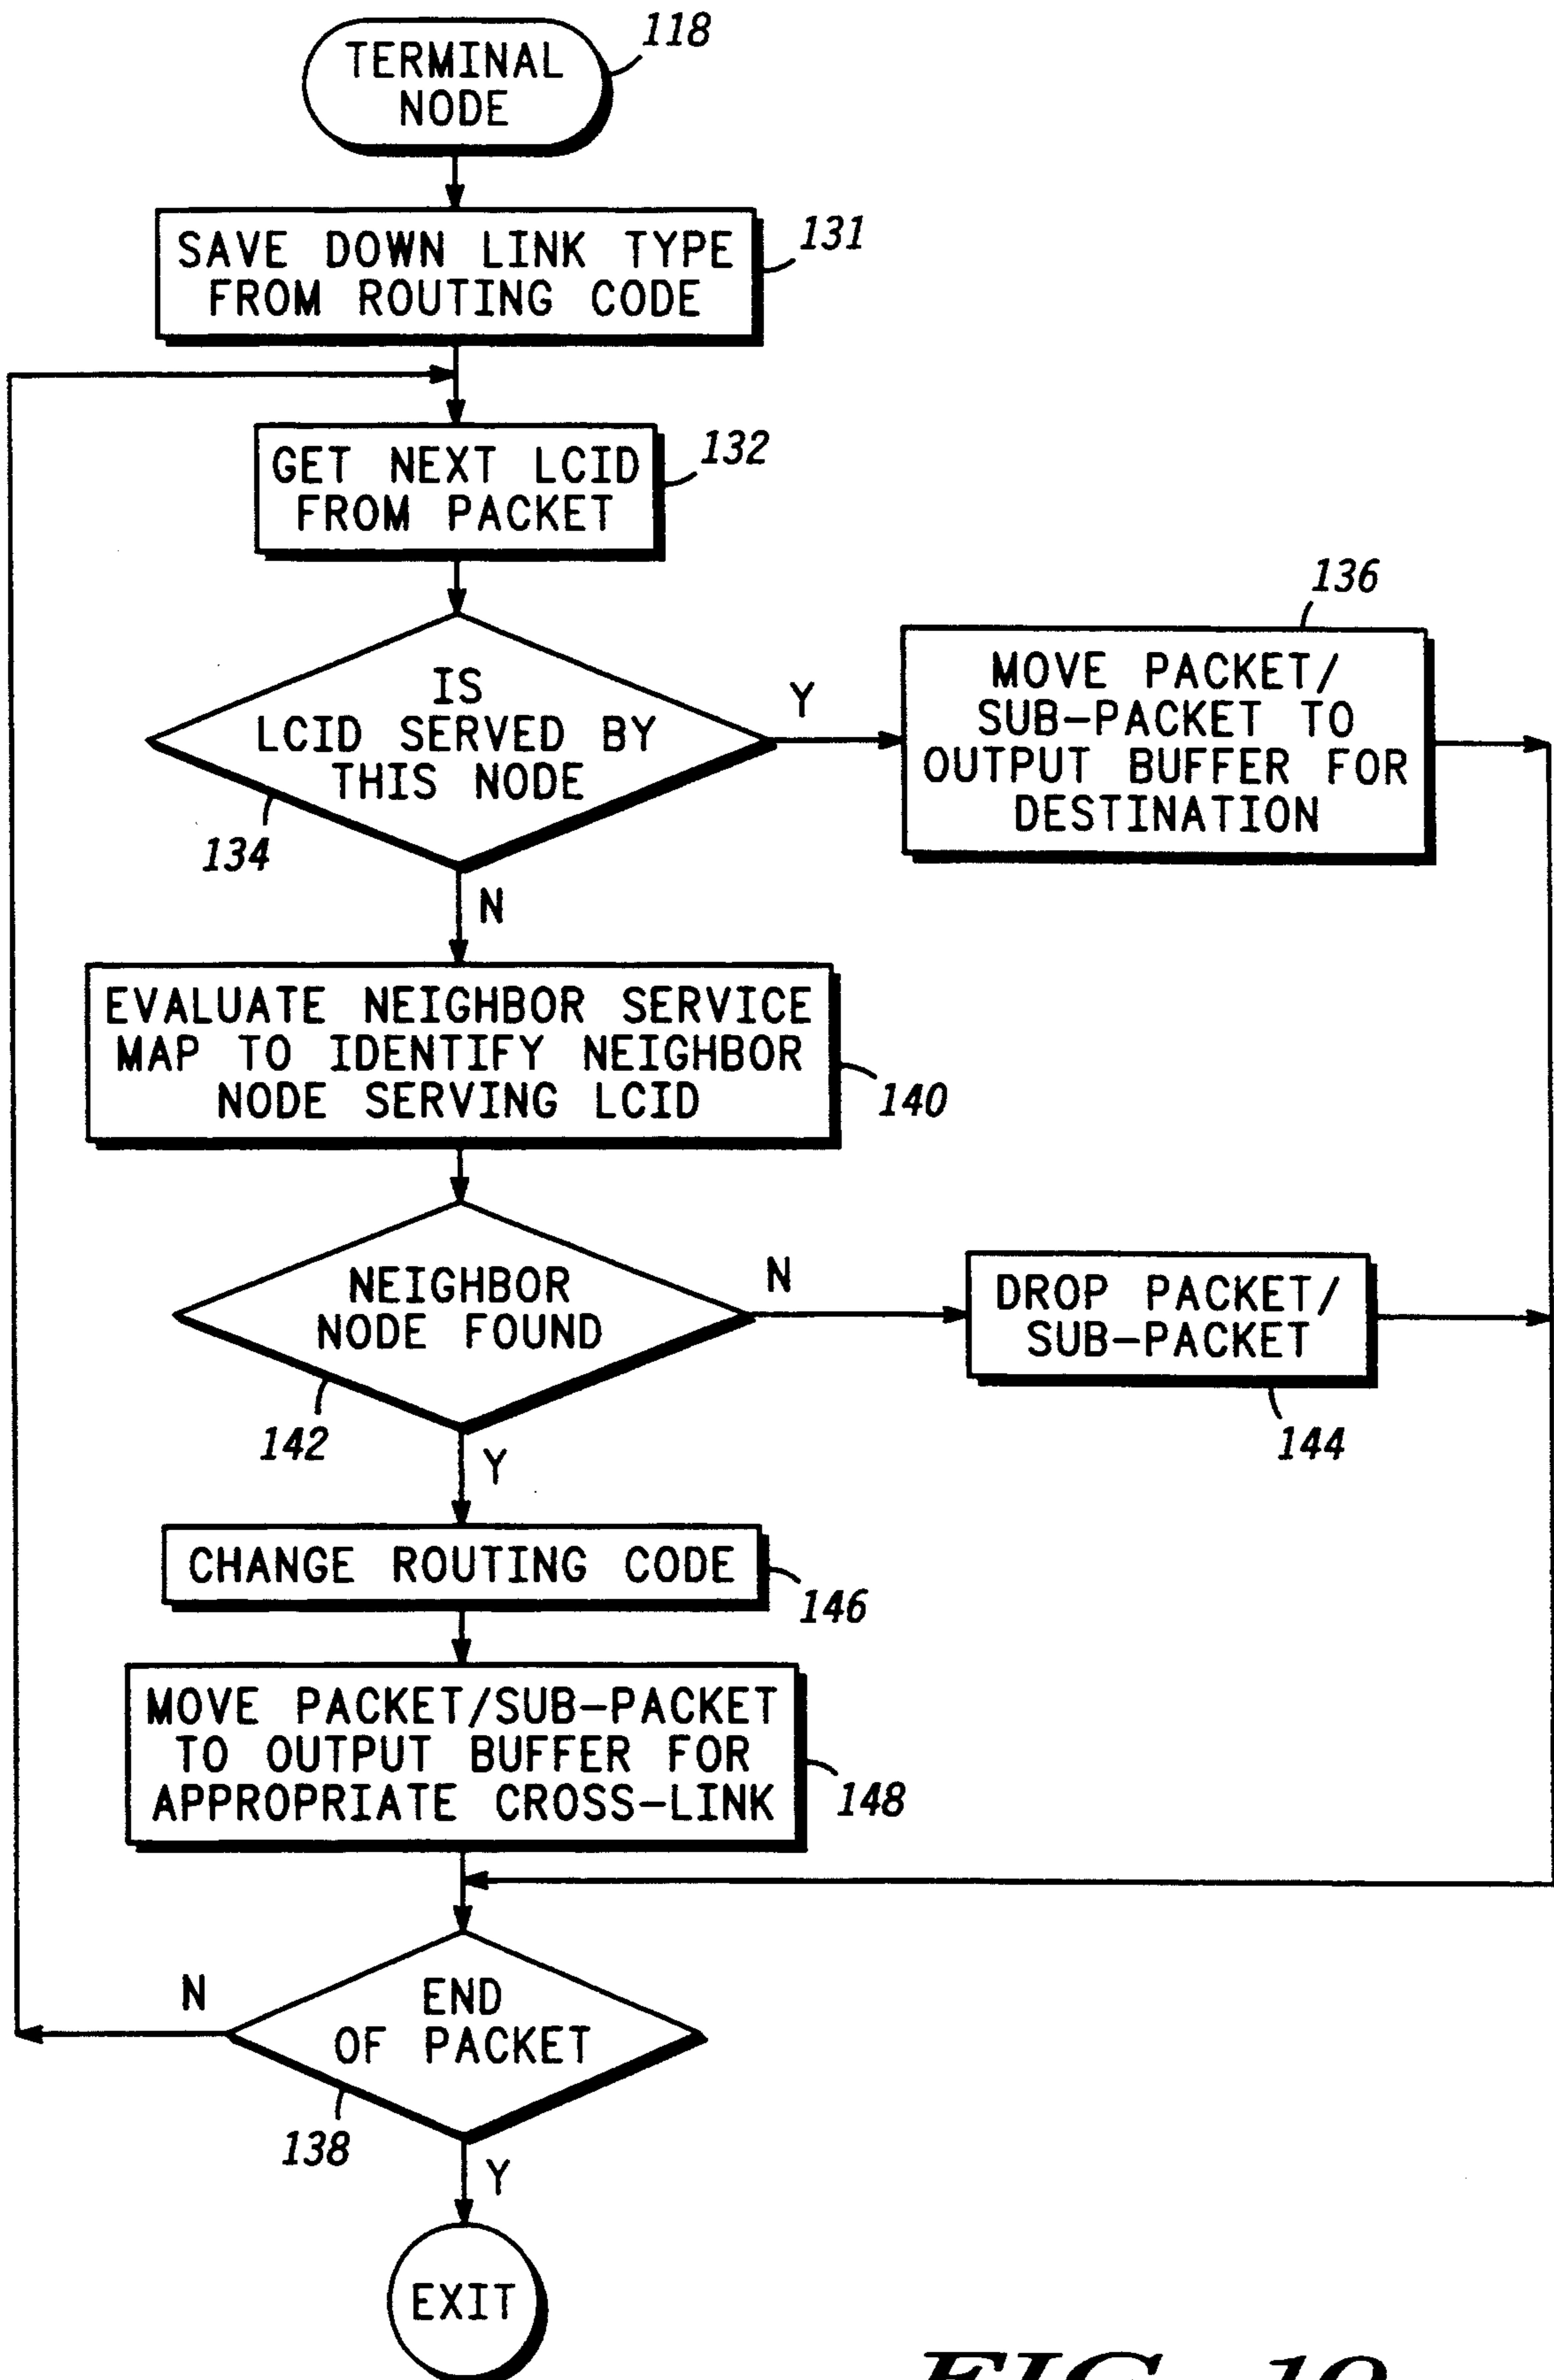 TERMINAL
NODE
118
SAVE DOWN LINK TYPE
FROM ROUTING CODE
131
GET NEXT LCID
FROM PACKET
132
IS
LCID SERVED BY
THIS NODE
134
Y
136
MOVE PACKET/
SUB-PACKET TO
OUTPUT BUFFER FOR
DESTINATION
N
EVALUATE NEIGHBOR SERVICE
MAP TO IDENTIFY NEIGHBOR
NODE SERVING LCID
140
NEIGHBOR
NODE FOUND
142
N
DROP PACKET/
SUB-PACKET
144
Y
CHANGE ROUTING CODE
146
MOVE PACKET/SUB-PACKET
TO OUTPUT BUFFER FOR
APPROPRIATE CROSS-LINK
148
N
END
OF PACKET
138
Y
EXIT